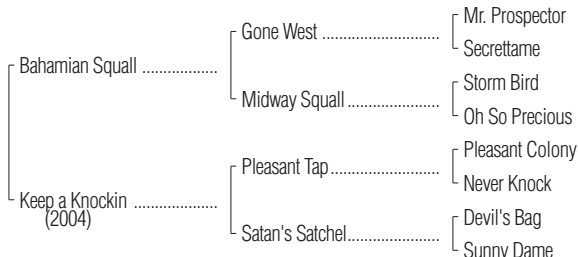 Mr. Prospector
Gone West ......................
Secrettame
Bahamian Squall .................
Storm Bird
Midway Squall.....................
Oh So Precious
Pleasant Colony
Pleasant Tap.........................
Never Knock
Keep a Knockin ...................
(2004)
Devil's Bag
Satan's Satchel.....................
Sunny Dame